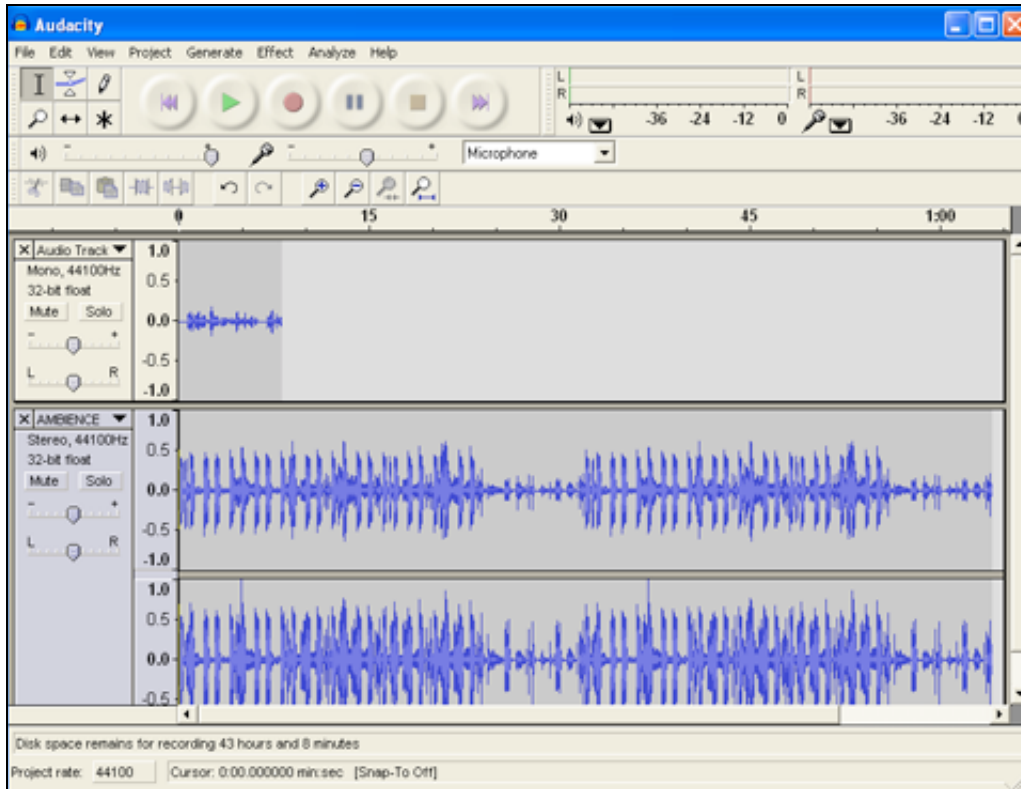 Audacity
File Edit View Project Generate Effect Analyze Help
L
R
-36 -24 -12 0
L
R
-36 -24 -12 0
Microphone
0 15 30 45 1:00
Audio Track
Mono, 44100Hz
32-bit float
Mute Solo
- +
L R
1.0
0.5
0.0
-0.5
-1.0
AMBIENCE
Stereo, 44100Hz
32-bit float
Mute Solo
- +
L R
1.0
0.5
0.0
-0.5
-1.0
1.0
0.5
0.0
-0.5
Disk space remains for recording 43 hours and 8 minutes
Project rate: 44100 Cursor: 0:00.000000 min:sec [Snap-To Off]